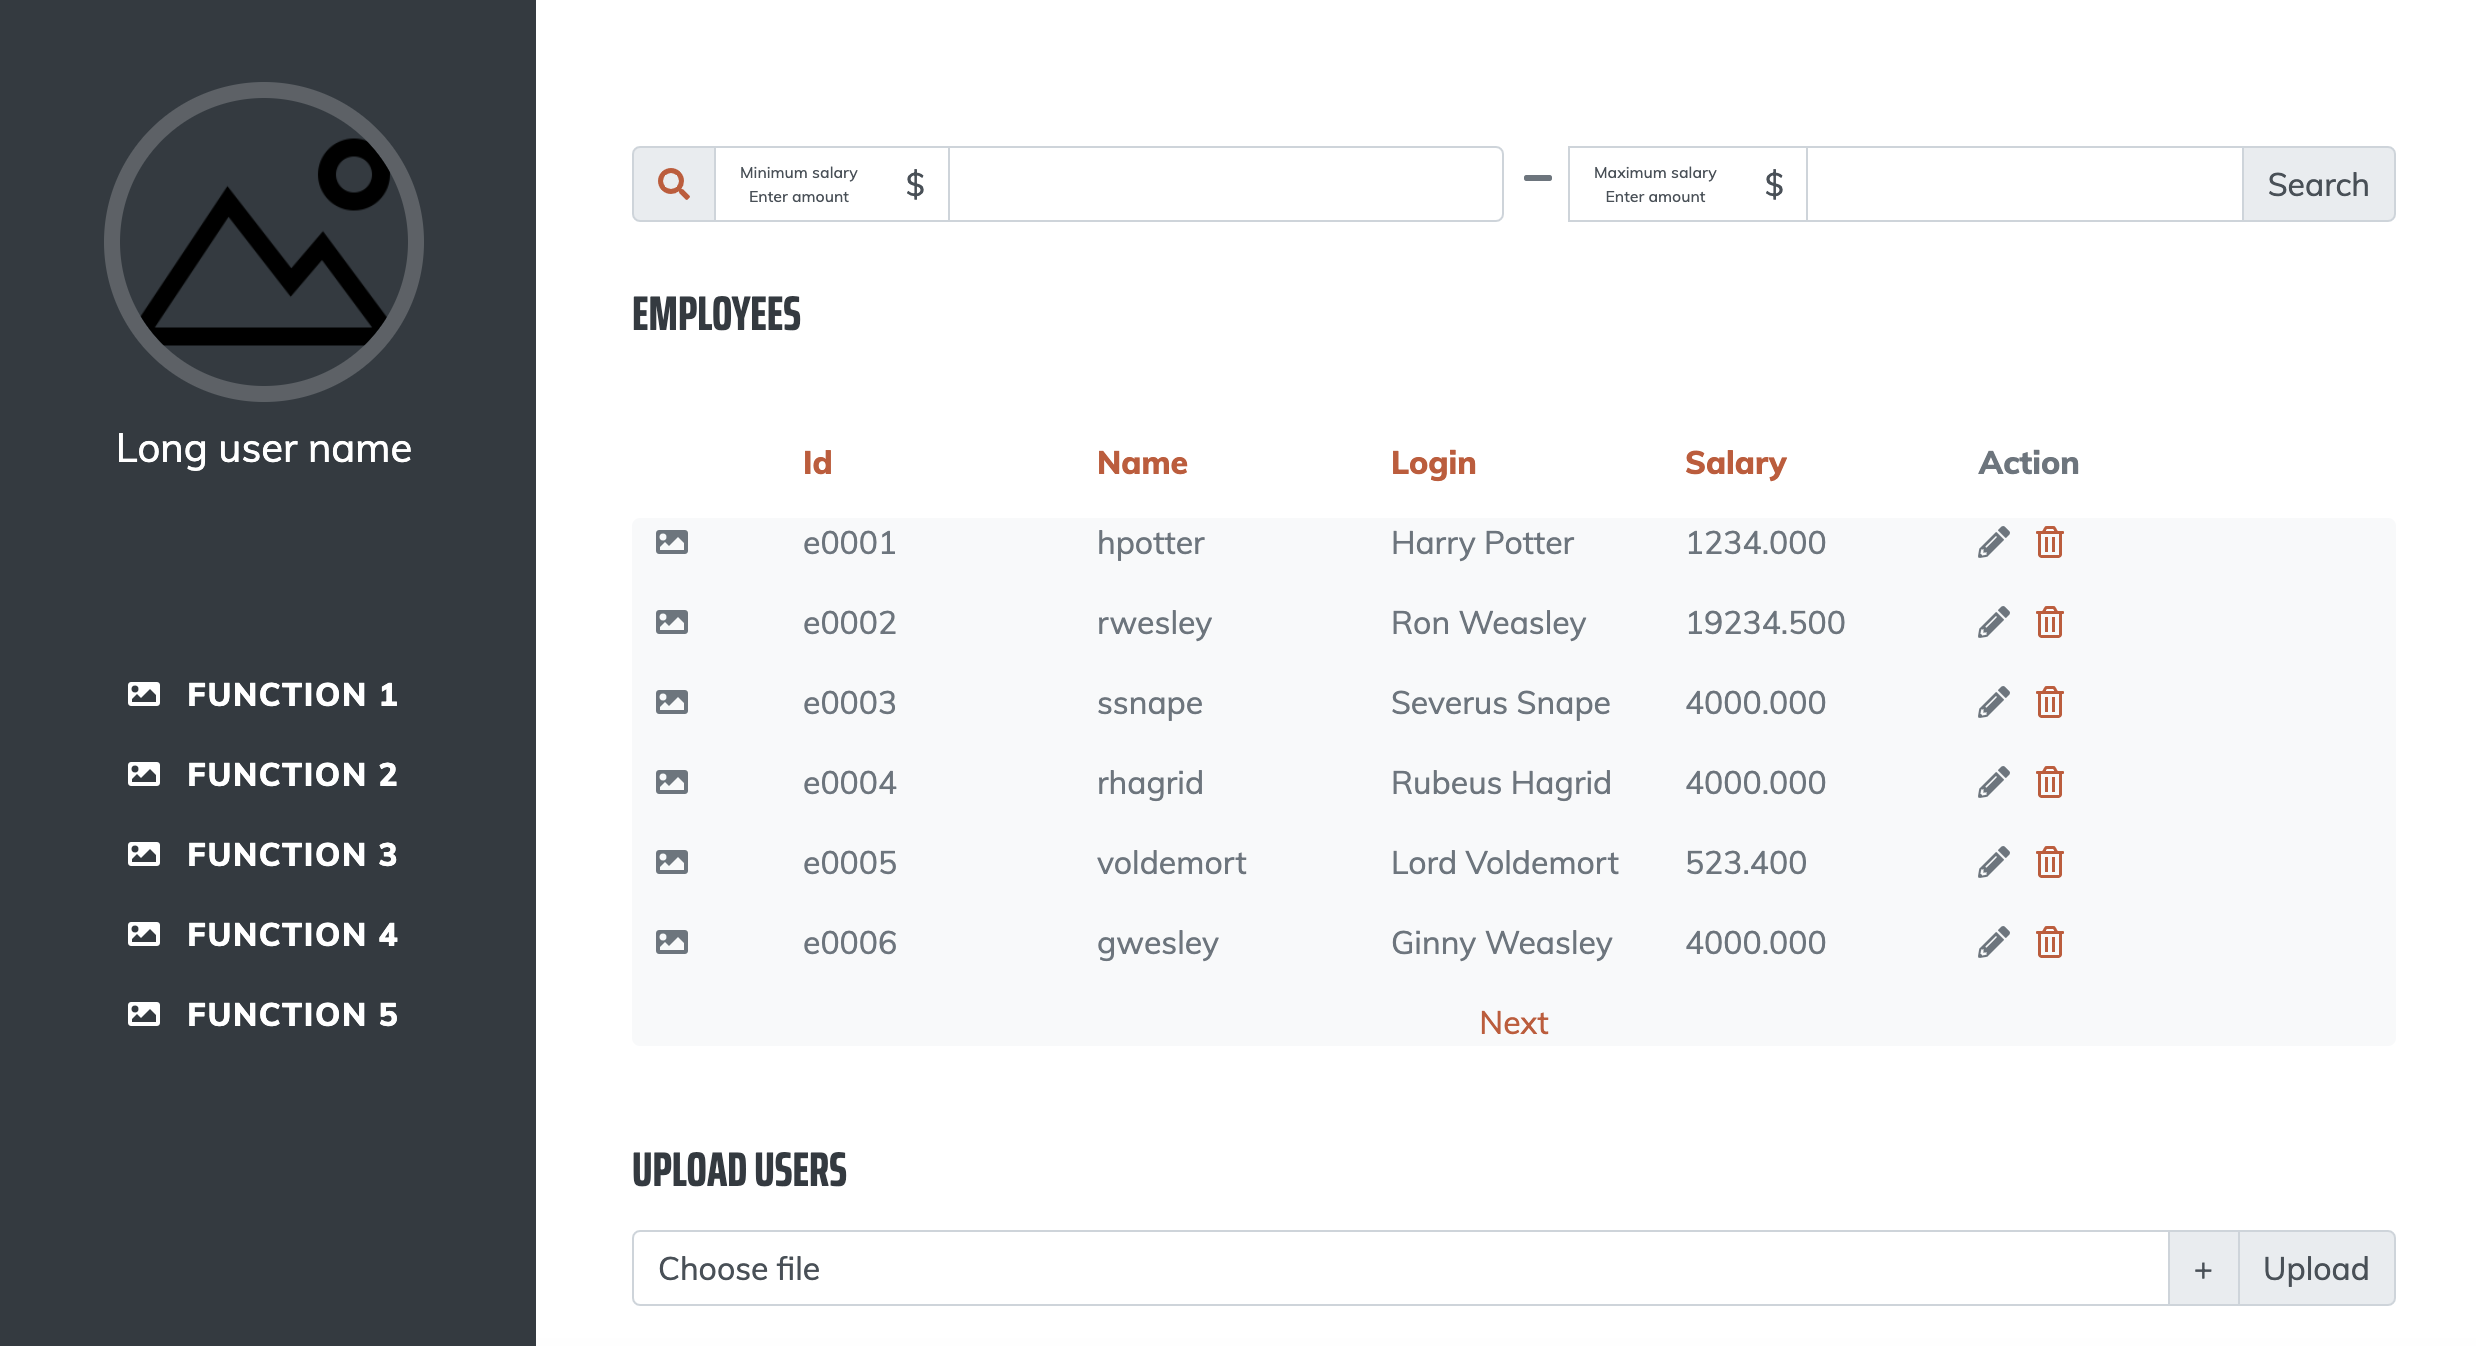 Long user name
FUNCTION 1
FUNCTION 2
FUNCTION 3
FUNCTION 4
FUNCTION 5
Minimum salary
Enter amount
$
Maximum salary
Enter amount
$
Search
EMPLOYEES
Id Name Login Salary Action
e0001 hpotter Harry Potter 1234.000
e0002 rwesley Ron Weasley 19234.500
e0003 ssnape Severus Snape 4000.000
e0004 rhagrid Rubeus Hagrid 4000.000
e0005 voldemort Lord Voldemort 523.400
e0006 gwesley Ginny Weasley 4000.000
Next
UPLOAD USERS
Choose file + Upload